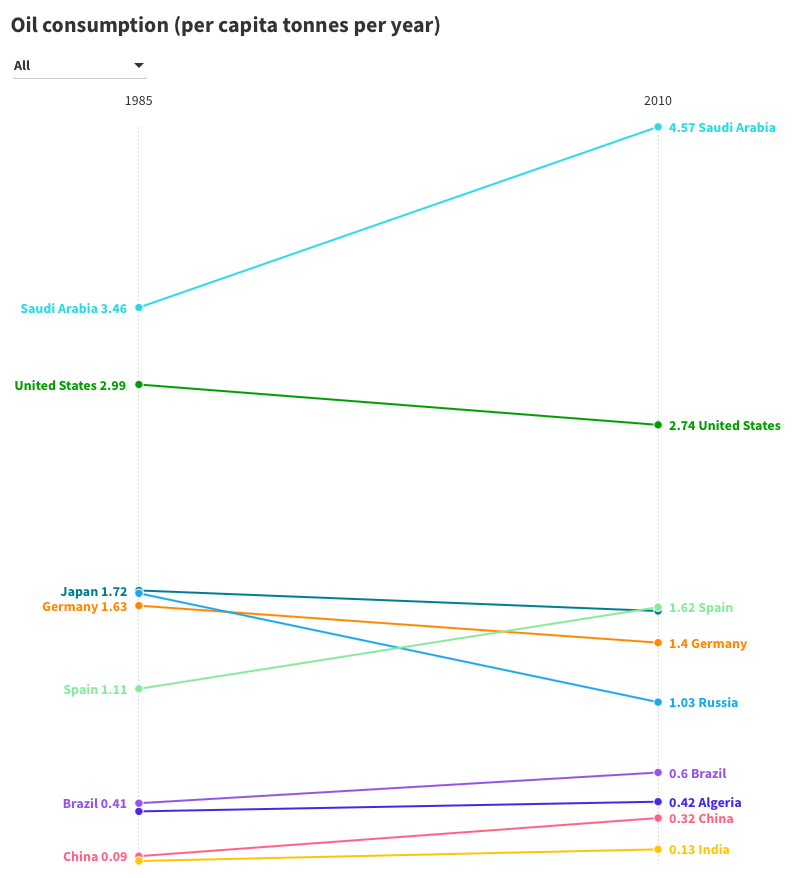 Oil consumption (per capita tonnes per year)
All
1985 2010
4.57 Saudi Arabia
Saudi Arabia 3.46
United States 2.99
2.74 United States
Japan 1.72
Germany 1.63
1.62 Spain
1.4 Germany
Spain 1.11
1.03 Russia
0.6 Brazil
Brazil 0.41
0.42 Algeria
0.32 China
0.13 India
China 0.09